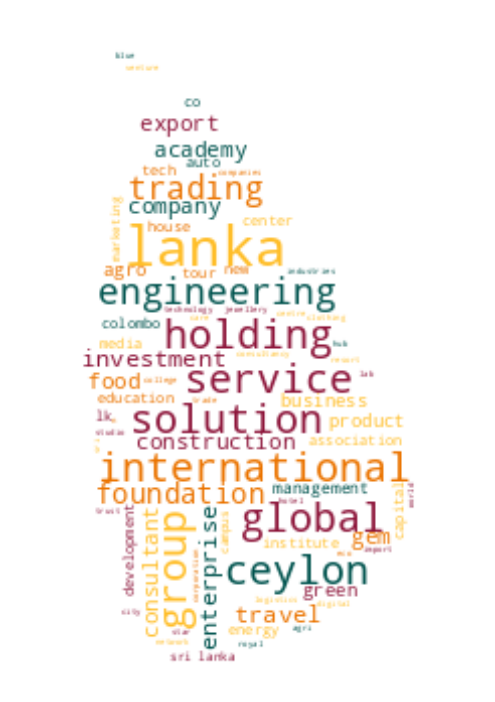 blue
venture
co
export
academy
auto
tech companies
trading
marketing
company
house center
lanka
agro tour new industries
engineering
technology jewellery
care centre clothing
colombo holding hub
media consultancy
investment resort
food college service lab
education trade business
lk solution product
studio construction association
international
foundation management
hotel world
trust global capital
development consultant group enterprise campus gem
institute import
corporation ceylon
green
logistics digital
city travel
star energy agri
network royal
sri lanka